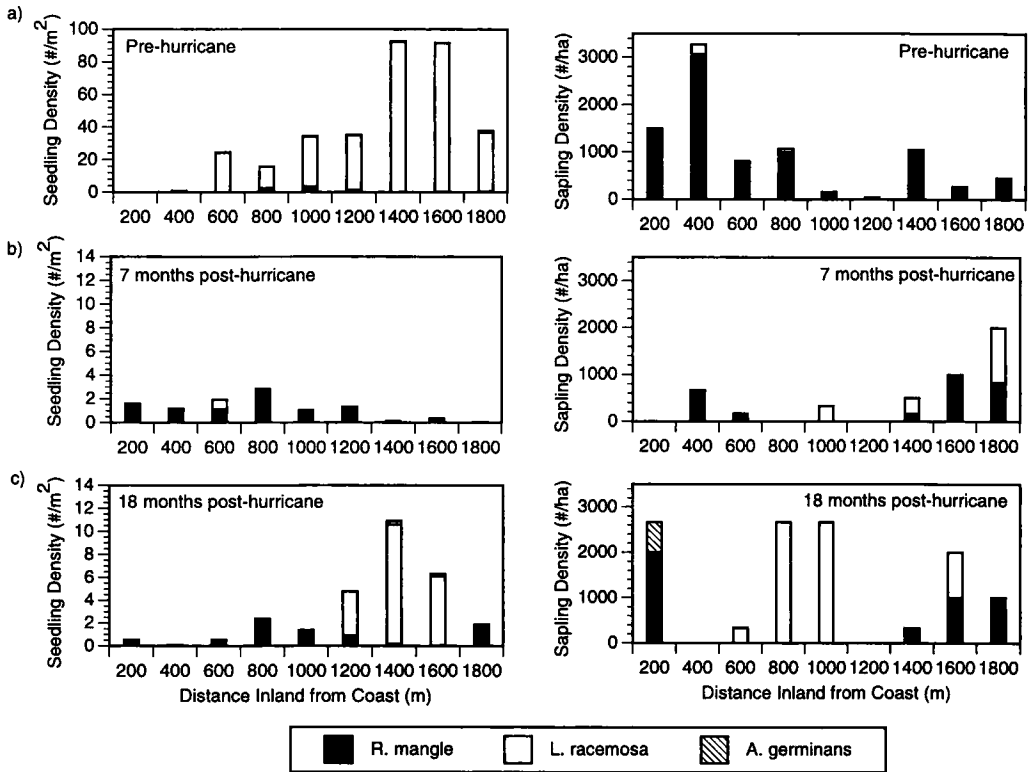 a)
Seedling Density (#/m2)
100
80
60
40
20
0
Pre-hurricane
200 400 600 800 1000 1200 1400 1600 1800
Sapling Density (#/ha)
3000
2000
1000
0
Pre-hurricane
200 400 600 800 1000 1200 1400 1600 1800
b)
Seedling Density (#/m2)
14
12
10
8
6
4
2
0
7 months post-hurricane
200 400 600 800 1000 1200 1400 1600 1800
Sapling Density (#/ha)
3000
2000
1000
0
7 months post-hurricane
200 400 600 800 1000 1200 1400 1600 1800
c)
Seedling Density (#/m2)
14
12
10
8
6
4
2
0
18 months post-hurricane
200 400 600 800 1000 1200 1400 1600 1800
Distance Inland from Coast (m)
Sapling Density (#/ha)
3000
2000
1000
0
18 months post-hurricane
200 400 600 800 1000 1200 1400 1600 1800
Distance Inland from Coast (m)
R. mangle L. racemosa A. germinans